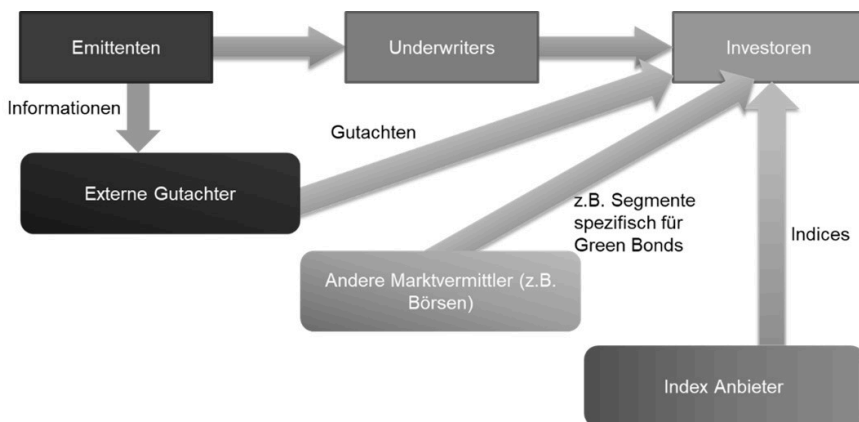 Emittenten
Underwriters
Investoren
Informationen
Gutachten
Externe Gutachter
z.B. Segmente
spezifisch für
Green Bonds
Indices
Andere Marktvermittler (z.B.
Börsen)
Index Anbieter